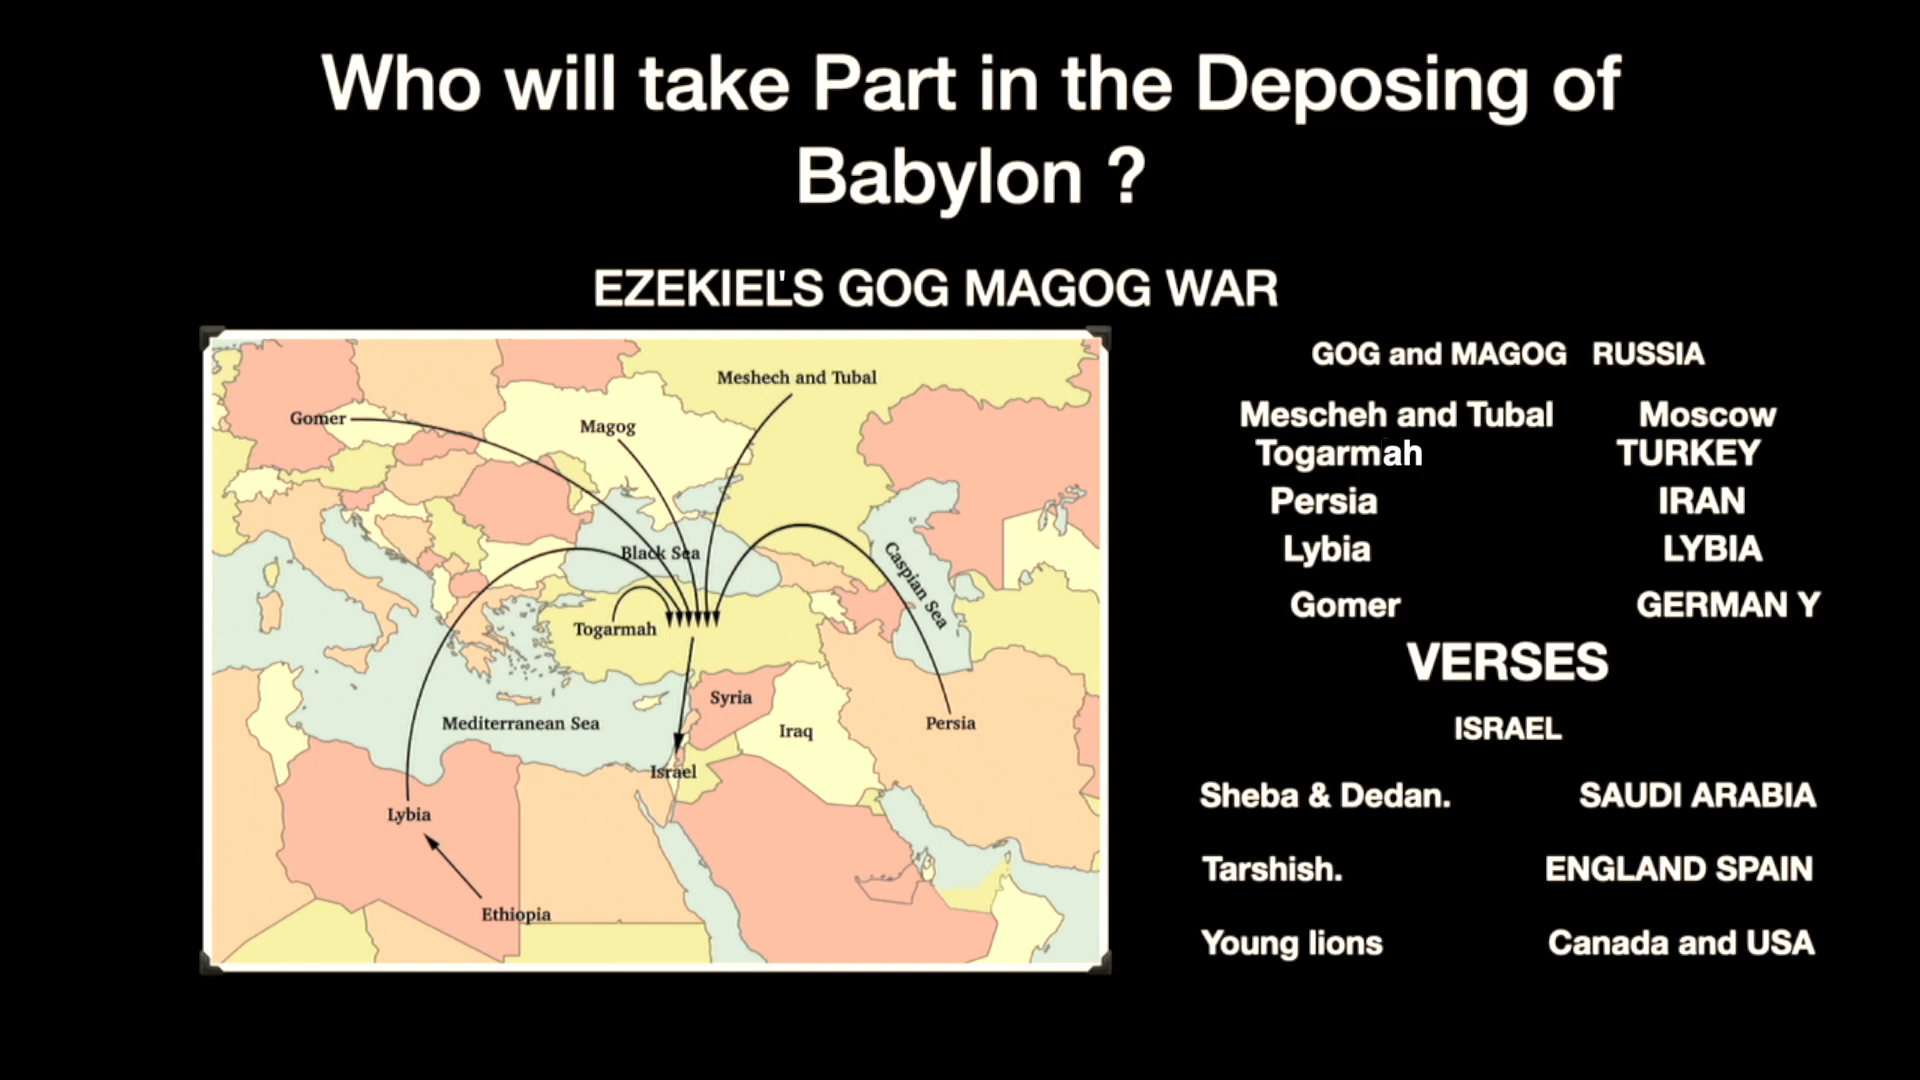 Who will take Part in the Deposing of
Babylon ?
EZEKIEL'S GOG MAGOG WAR
Meshech and Tubal
Gomer
Magog
Black Sea
Caspian Sea
Togarmah
Syria
Mediterranean Sea
Iraq
Persia
Israel
Lybia
Ethiopia
GOG and MAGOG RUSSIA
Mescheh and Tubal Moscow
Togarmah TURKEY
Persia IRAN
Lybia LYBIA
Gomer GERMAN Y
VERSES
ISRAEL
Sheba & Dedan. SAUDI ARABIA
Tarshish. ENGLAND SPAIN
Young lions Canada and USA